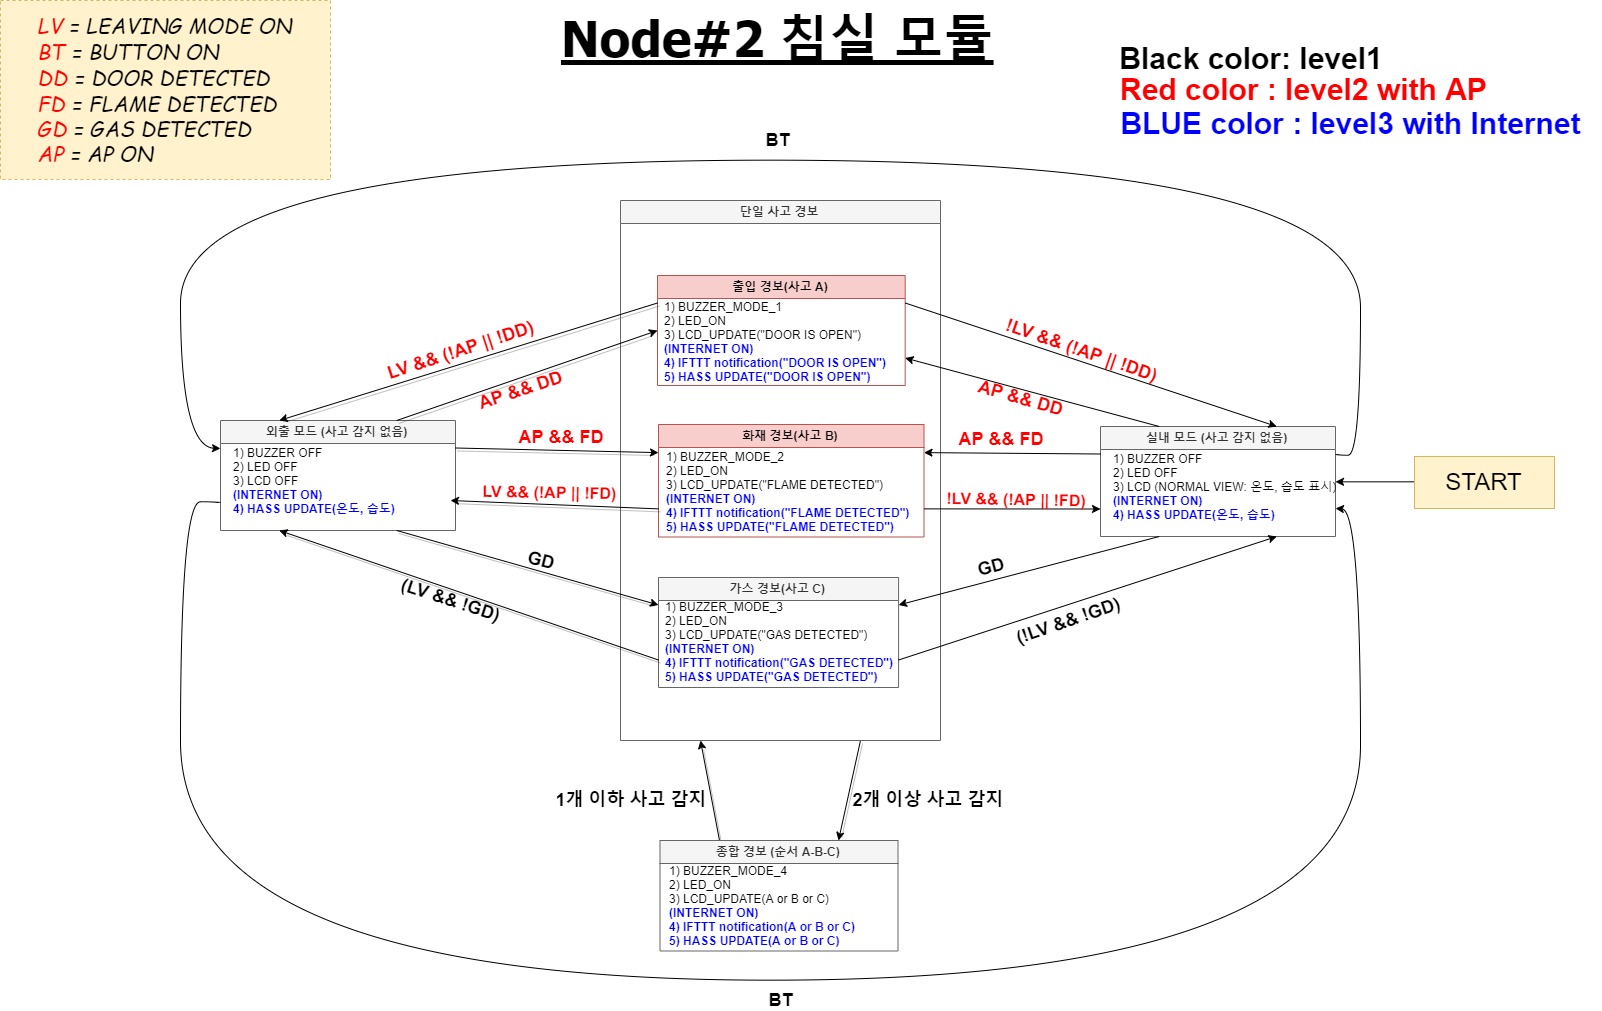 LV = LEAVING MODE ON
BT = BUTTON ON
DD = DOOR DETECTED
FD = FLAME DETECTED
GD = GAS DETECTED
AP = AP ON
Node#2 침실 모듈
Black color: level1
Red color : level2 with AP
BLUE color : level3 with Internet
BT
단일 사고 경보
출입 경보(사고 A)
1) BUZZER_MODE_1
2) LED_ON
3) LCD_UPDATE("DOOR IS OPEN")
(INTERNET ON)
4) IFTTT notification("DOOR IS OPEN")
5) HASS UPDATE("DOOR IS OPEN")
LV && (!AP || !DD)
AP && DD
!LV && (!AP || !DD)
AP && DD
외출 모드 (사고 감지 없음)
1) BUZZER OFF
2) LED OFF
3) LCD OFF
(INTERNET ON)
4) HASS UPDATE(온도, 습도)
AP && FD
LV && (!AP || !FD)
화재 경보(사고 B)
1) BUZZER_MODE_2
2) LED_ON
3) LCD_UPDATE("FLAME DETECTED")
(INTERNET ON)
4) IFTTT notification("FLAME DETECTED")
5) HASS UPDATE("FLAME DETECTED")
AP && FD
!LV && (!AP || !FD)
실내 모드 (사고 감지 없음)
1) BUZZER OFF
2) LED OFF
3) LCD (NORMAL VIEW: 온도, 습도 표시)
(INTERNET ON)
4) HASS UPDATE(온도, 습도)
START
GD
(LV && !GD)
가스 경보(사고 C)
1) BUZZER_MODE_3
2) LED_ON
3) LCD_UPDATE("GAS DETECTED")
(INTERNET ON)
4) IFTTT notification("GAS DETECTED")
5) HASS UPDATE("GAS DETECTED")
GD
(!LV && !GD)
1개 이하 사고 감지
2개 이상 사고 감지
종합 경보 (순서 A-B-C)
1) BUZZER_MODE_4
2) LED_ON
3) LCD_UPDATE(A or B or C)
(INTERNET ON)
4) IFTTT notification(A or B or C)
5) HASS UPDATE(A or B or C)
BT